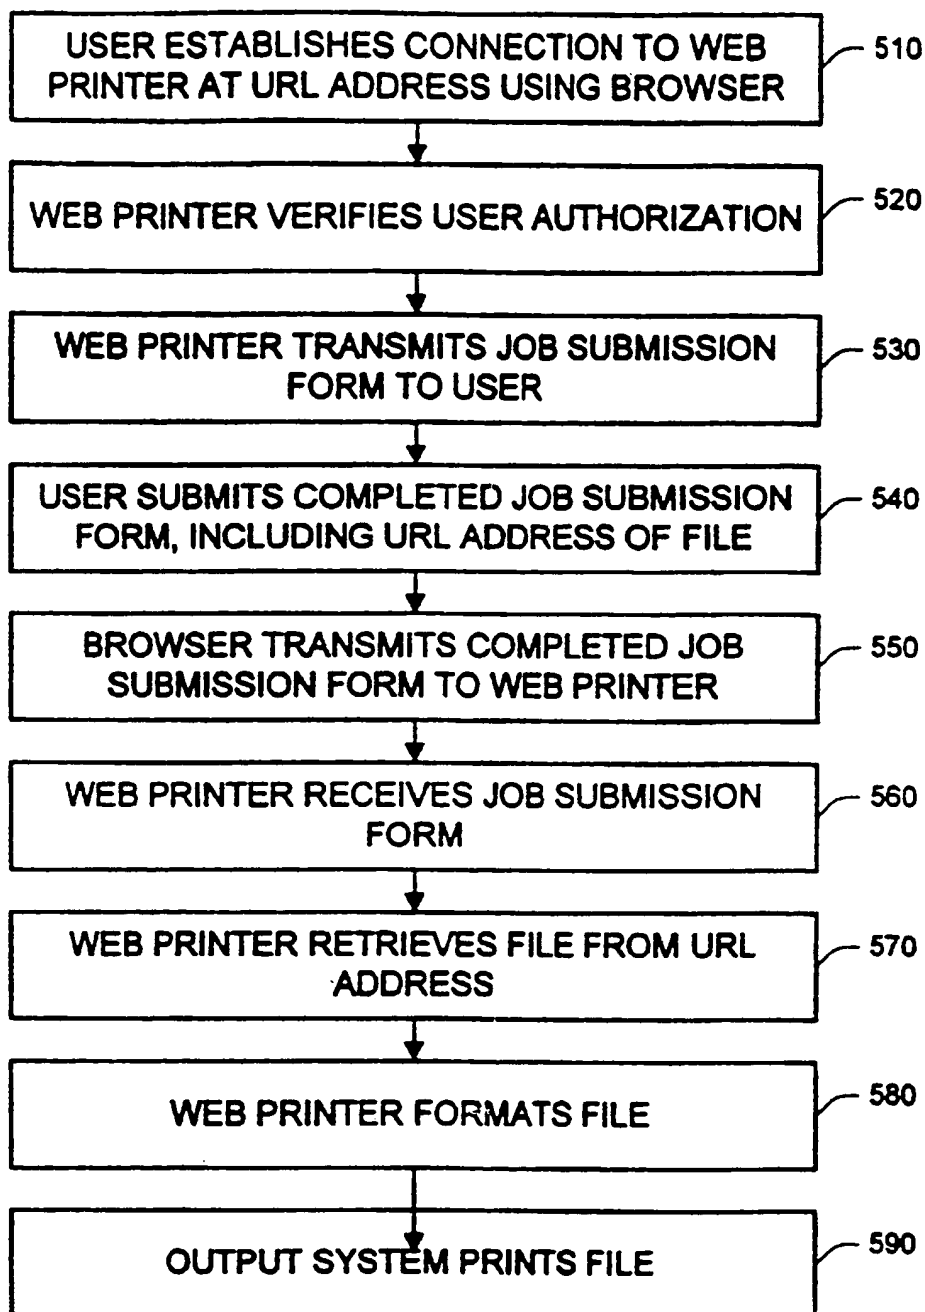 USER ESTABLISHES CONNECTION TO WEB
PRINTER AT URL ADDRESS USING BROWSER
510
WEB PRINTER VERIFIES USER AUTHORIZATION
520
WEB PRINTER TRANSMITS JOB SUBMISSION
FORM TO USER
530
USER SUBMITS COMPLETED JOB SUBMISSION
FORM, INCLUDING URL ADDRESS OF FILE
540
BROWSER TRANSMITS COMPLETED JOB
SUBMISSION FORM TO WEB PRINTER
550
WEB PRINTER RECEIVES JOB SUBMISSION
FORM
560
WEB PRINTER RETRIEVES FILE FROM URL
ADDRESS
570
WEB PRINTER FORMATS FILE
580
OUTPUT SYSTEM PRINTS FILE
590